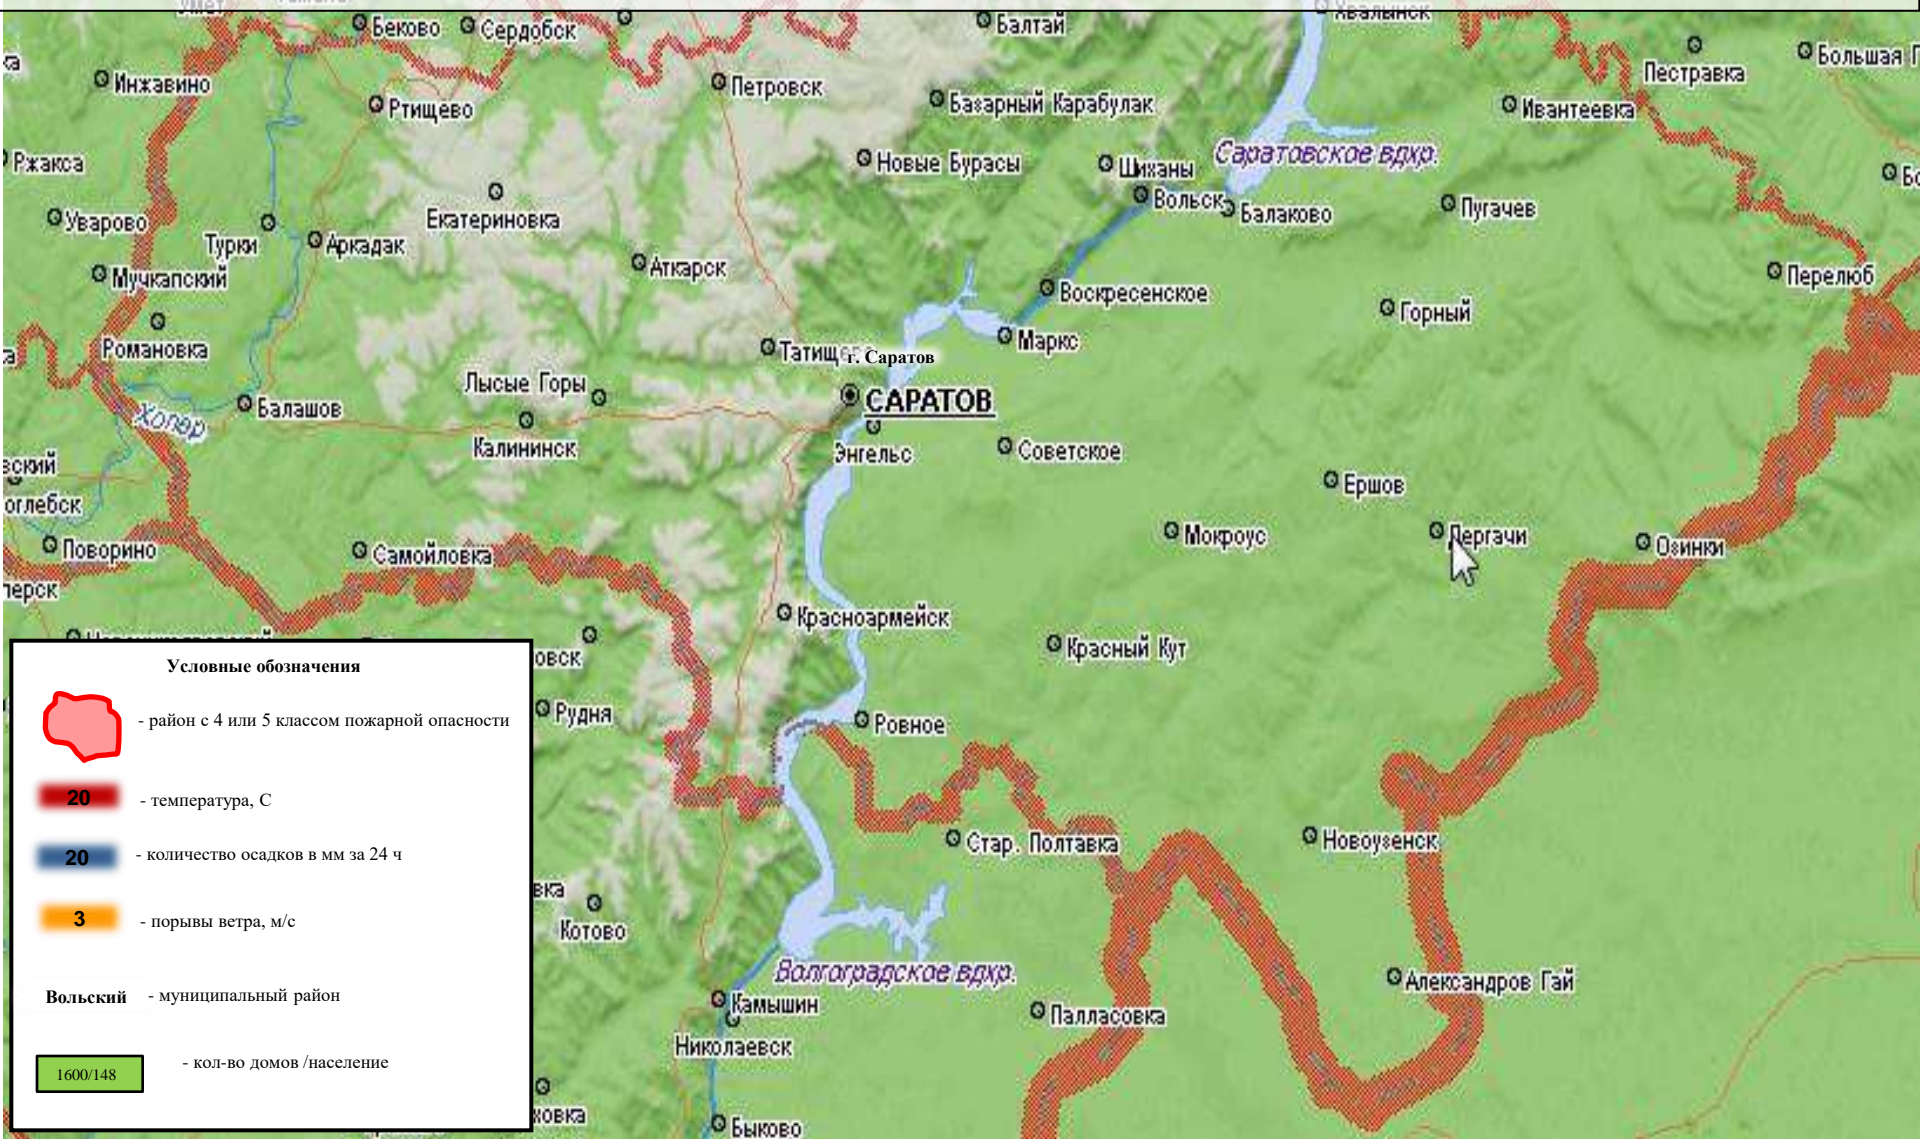 Беково
Сердобск
Балтай
Хвалынск
Инжавино
Ртищево
Петровск
Базарный Карабулак
Пестравка
Ивантеевка
Большая
Ржакса
Новые Бурасы
Шиханы
Саратовское вдхр.
Уварово
Турки
Аркадак
Екатериновка
Аткарск
Вольск
Балаково
Пугачев
Мучкапский
Воскресенское
Горный
Перелюб
Романовка
Маркс
г. Саратов
Лысые Горы
САРАТОВ
Хопер
Балашов
Калининск
Энгельс
Советское
Ершов
Поворино
Самойловка
Мокроус
Дергачи
Озинки
Красноармейск
Красный Кут
Рудня
Ровное
Стар. Полтавка
Новоузенск
Котово
Волгоградское вдхр.
Камышин
Николаевск
Палласовка
Александров Гай
Быково
Условные обозначения
- район с 4 или 5 классом пожарной опасности
20 - температура, С
20 - количество осадков в мм за 24 ч
3 - порывы ветра, м/с
Вольский - муниципальный район
1600/148 - кол-во домов /население